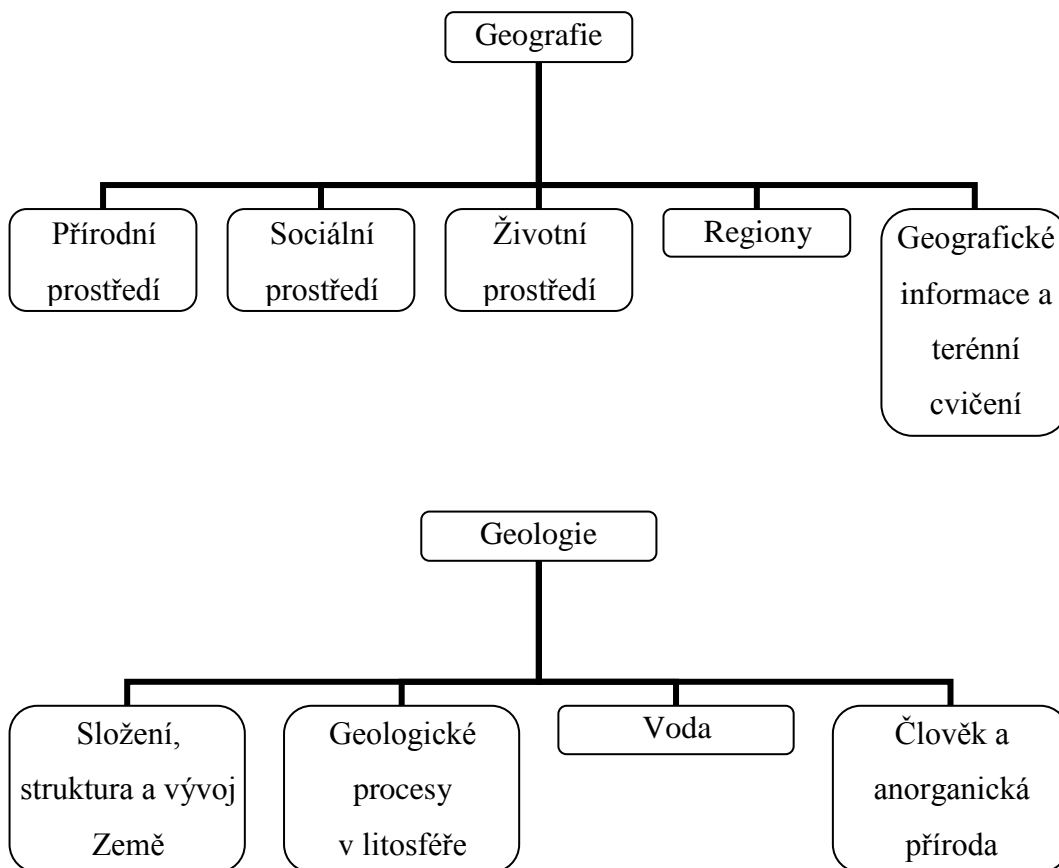 Geografie
Přírodní
prostředí
Sociální
prostředí
Životní
prostředí
Regiony
Geografické
informace a
terénní
cvičení
Geologie
Složení,
struktura a vývoj
Země
Geologické
procesy
v litosféře
Voda
Člověk a
anorganická
příroda